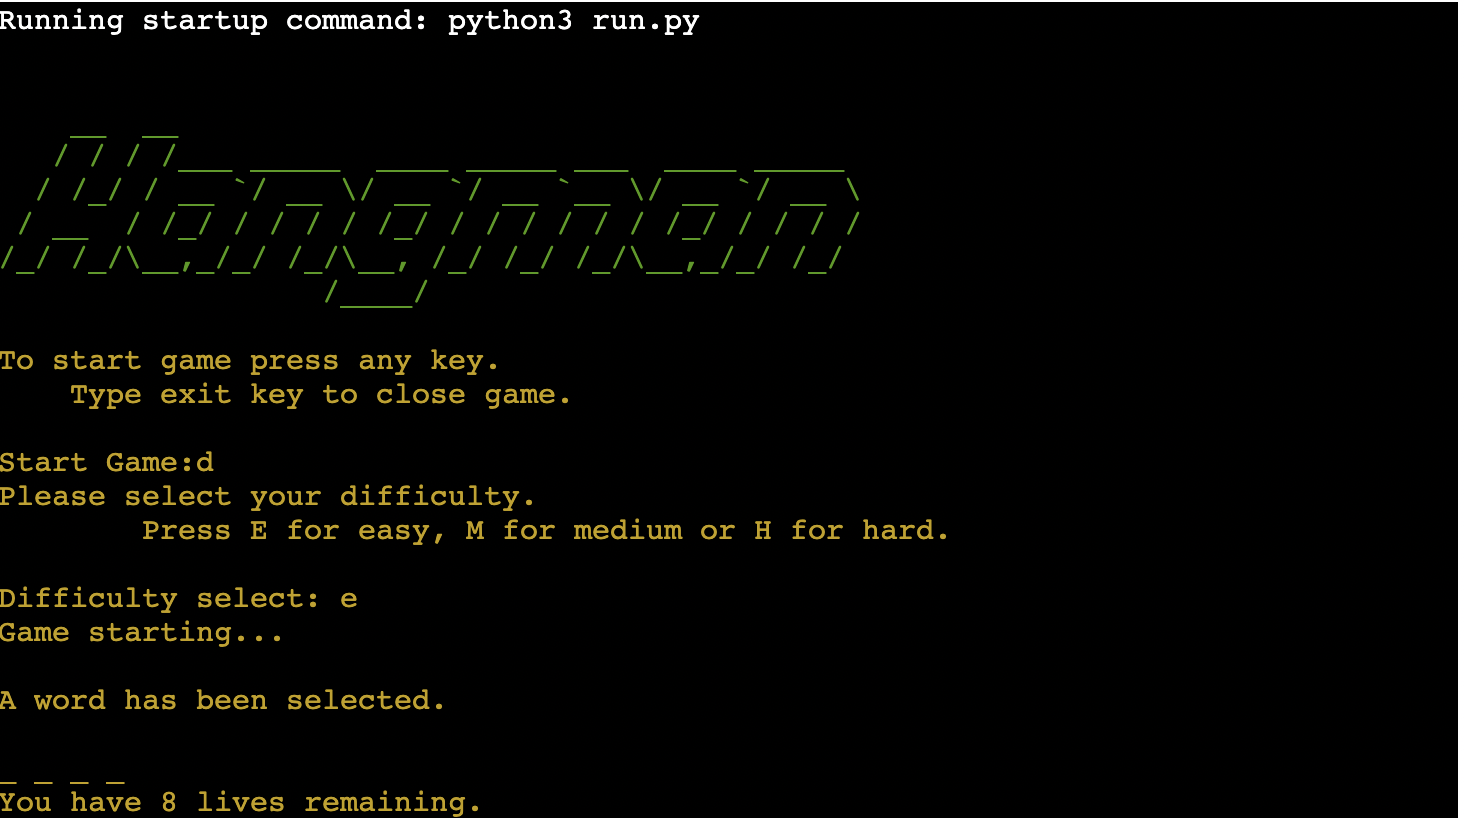 Running startup command: python3 run.py
Hangman
To start game press any key.
Type exit key to close game.
Start Game:d
Please select your difficulty.
Press E for easy, M for medium or H for hard.
Difficulty select: e
Game starting...
A word has been selected.
_ _ _ _
You have 8 lives remaining.